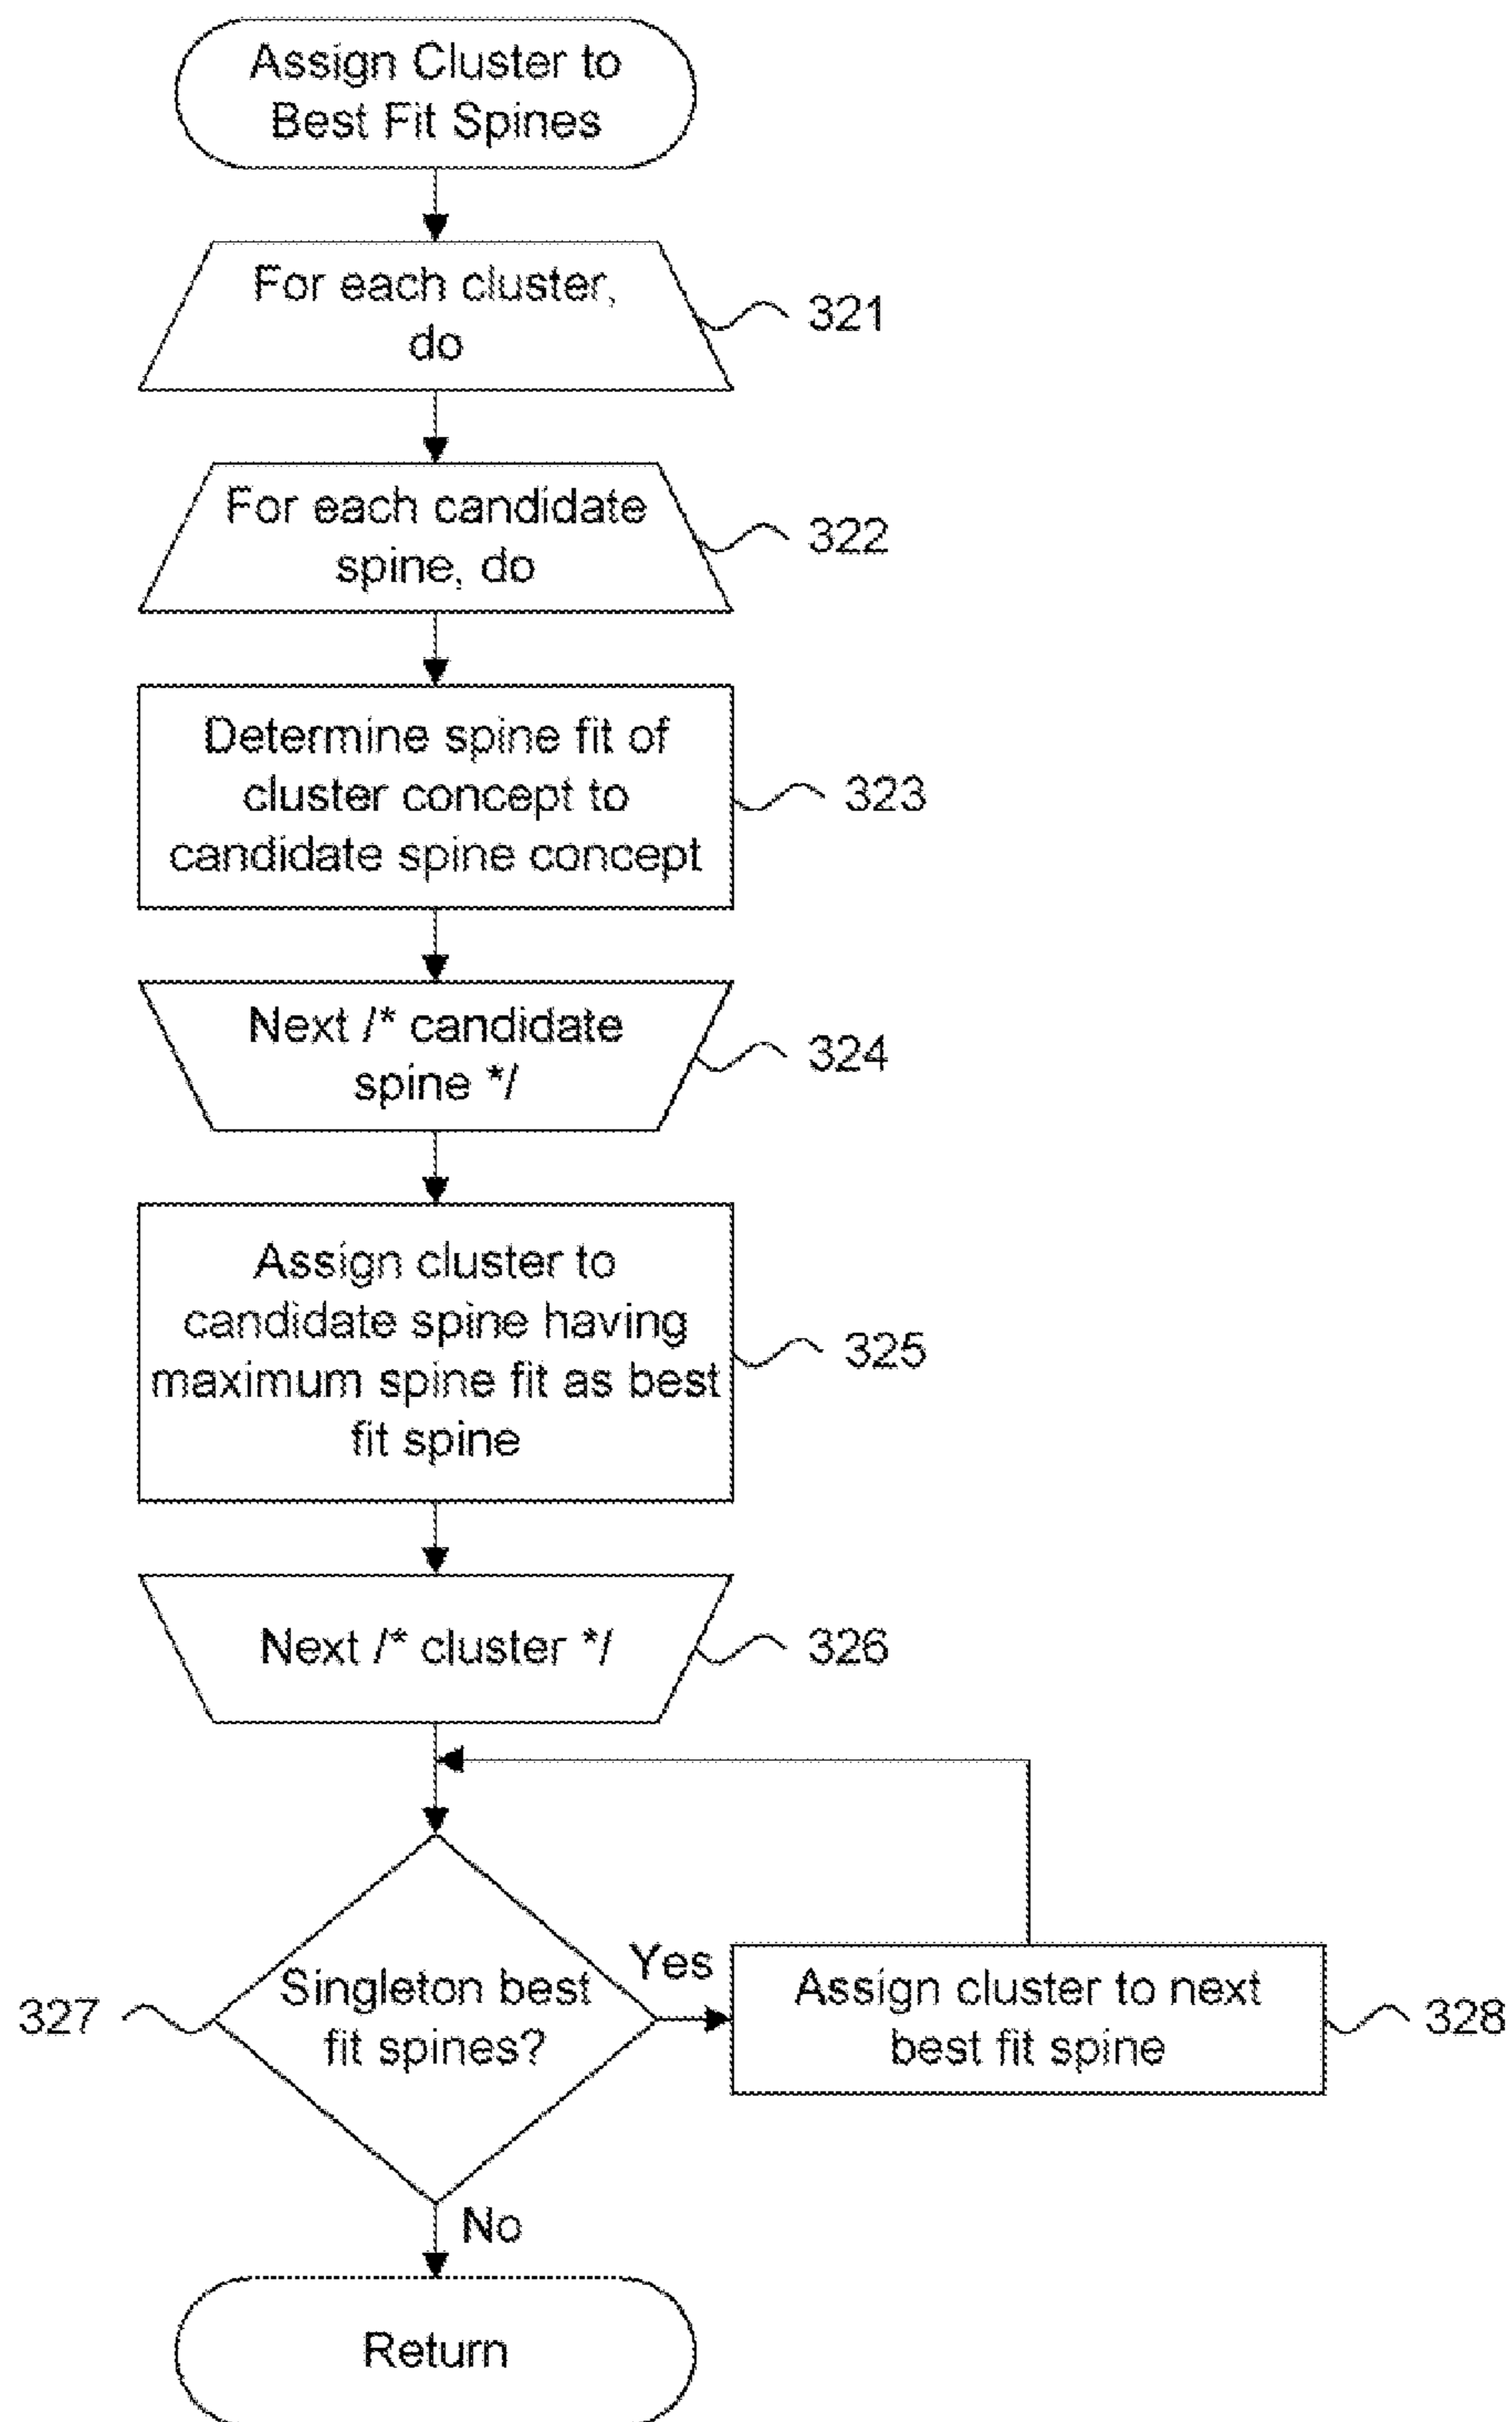 Assign Cluster to
Best Fit Spines
For each cluster,
do
321
For each candidate
spine, do
322
Determine spine fit of
cluster concept to
candidate spine concept
323
Next /* candidate
spine */
324
Assign cluster to
candidate spine having
maximum spine fit as best
fit spine
325
Next /* cluster */
326
327
Singleton best
fit spines?
Yes
Assign cluster to next
best fit spine
328
No
Return